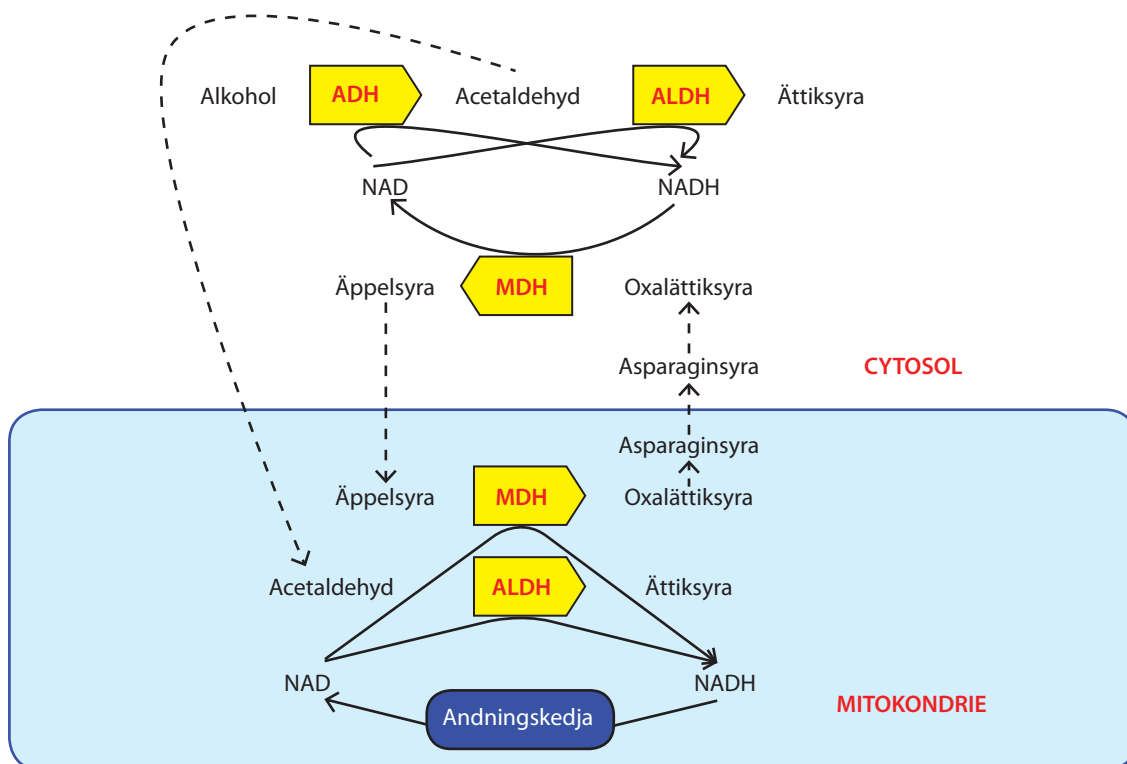 Alkohol ADH Acetaldehyd ALDH Ättiksyra
NAD NADH
Äppelsyra MDH Oxalättiksyra
Asparaginsyra CYTOSOL
Asparaginsyra
Äppelsyra MDH Oxalättiksyra
Acetaldehyd ALDH Ättiksyra
NAD NADH
Andningskedja MITOKONDRIE